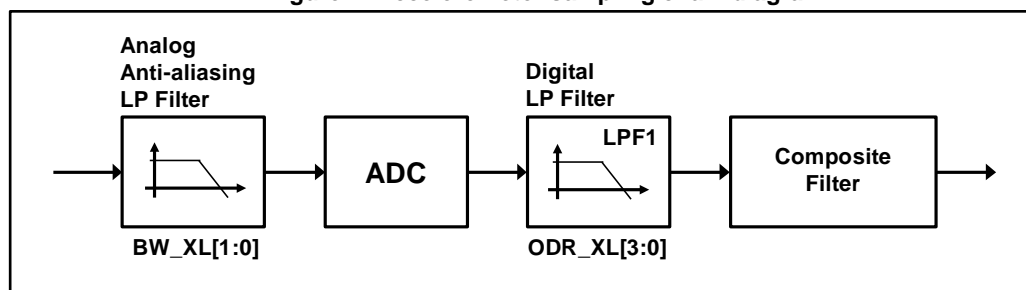 Analog
Anti-aliasing
LP Filter
ADC
Digital
LP Filter
LPF1
Composite
Filter
BW_XL[1:0]
ODR_XL[3:0]